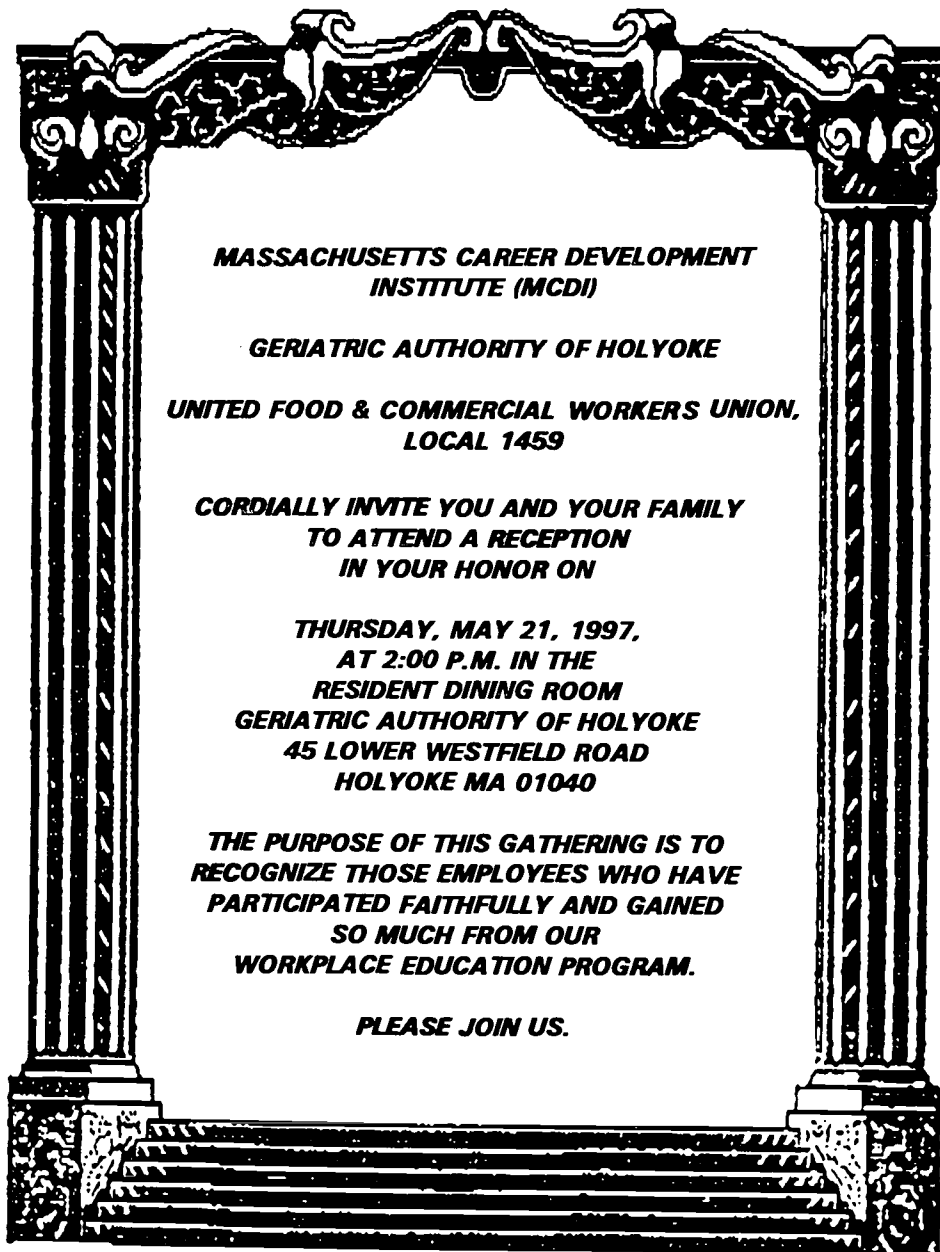 MASSACHUSETTS CAREER DEVELOPMENT
INSTITUTE (MCDI)
GERIATRIC AUTHORITY OF HOLYOKE
UNITED FOOD & COMMERCIAL WORKERS UNION,
LOCAL 1459
CORDIALLY INVITE YOU AND YOUR FAMILY
TO ATTEND A RECEPTION
IN YOUR HONOR ON
THURSDAY, MAY 21, 1997,
AT 2:00 P.M. IN THE
RESIDENT DINING ROOM
GERIATRIC AUTHORITY OF HOLYOKE
45 LOWER WESTFIELD ROAD
HOLYOKE MA 01040
THE PURPOSE OF THIS GATHERING IS TO
RECOGNIZE THOSE EMPLOYEES WHO HAVE
PARTICIPATED FAITHFULLY AND GAINED
SO MUCH FROM OUR
WORKPLACE EDUCATION PROGRAM.
PLEASE JOIN US.